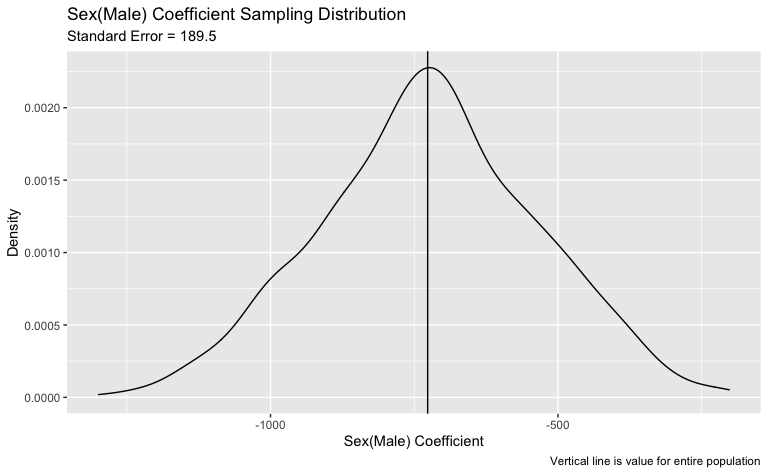 Sex(Male) Coefficient Sampling Distribution
Standard Error = 189.5
0.0020
0.0015
0.0010
0.0005
0.0000
Density
-1000
-500
Sex(Male) Coefficient
Vertical line is value for entire population